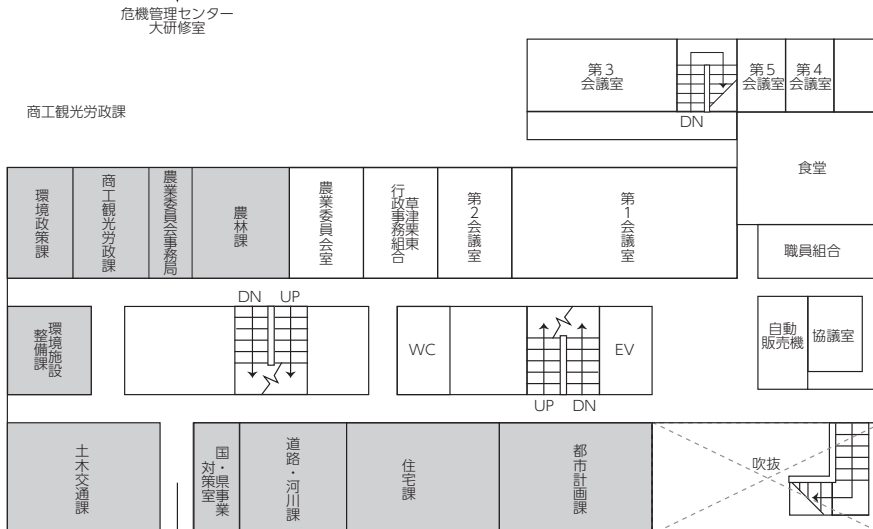 危機管理センター
大研修室
第３
会議室
第５
会議室
第４
会議室
DN
商工観光労政課
食堂
環境政策課
商工観光労政課
農業委員会事務局
農林課
農業委員会室
草津栗東
行政事務組合
第２会議室
第１会議室
職員組合
DN UP
環境施設
整備課
WC
EV
自動
販売機
協議室
UP DN
土木交通課
国・県事業
対策室
道路・河川課
住宅課
都市計画課
吹抜